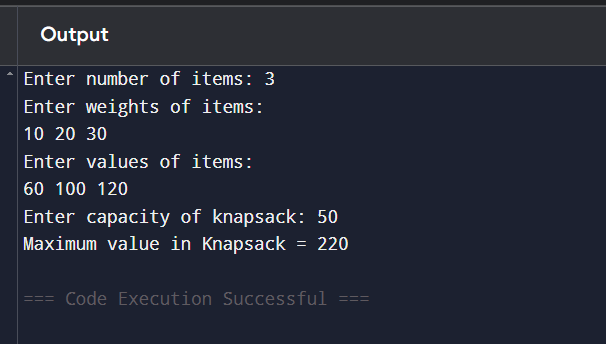 Output
Enter number of items: 3
Enter weights of items:
10 20 30
Enter values of items:
60 100 120
Enter capacity of knapsack: 50
Maximum value in Knapsack = 220
=== Code Execution Successful ===